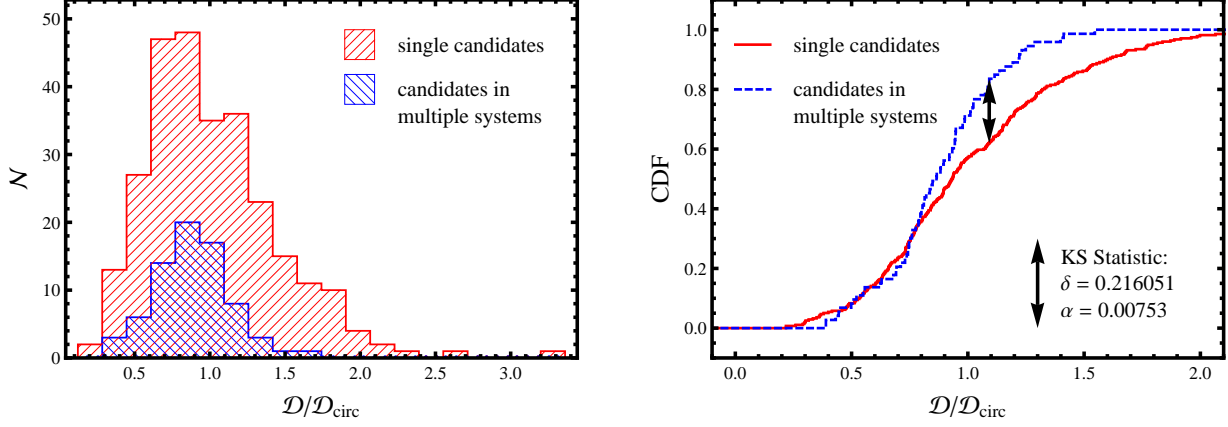 50
40
30
20
10
0
𝒩
single candidates
candidates in
multiple systems
0.5 1.0 1.5 2.0 2.5 3.0
𝒟/𝒟circ
1.0
0.8
0.6
0.4
0.2
0.0
CDF
single candidates
candidates in
multiple systems
KS Statistic:
δ = 0.216051
α = 0.00753
0.0 0.5 1.0 1.5 2.0
𝒟/𝒟circ